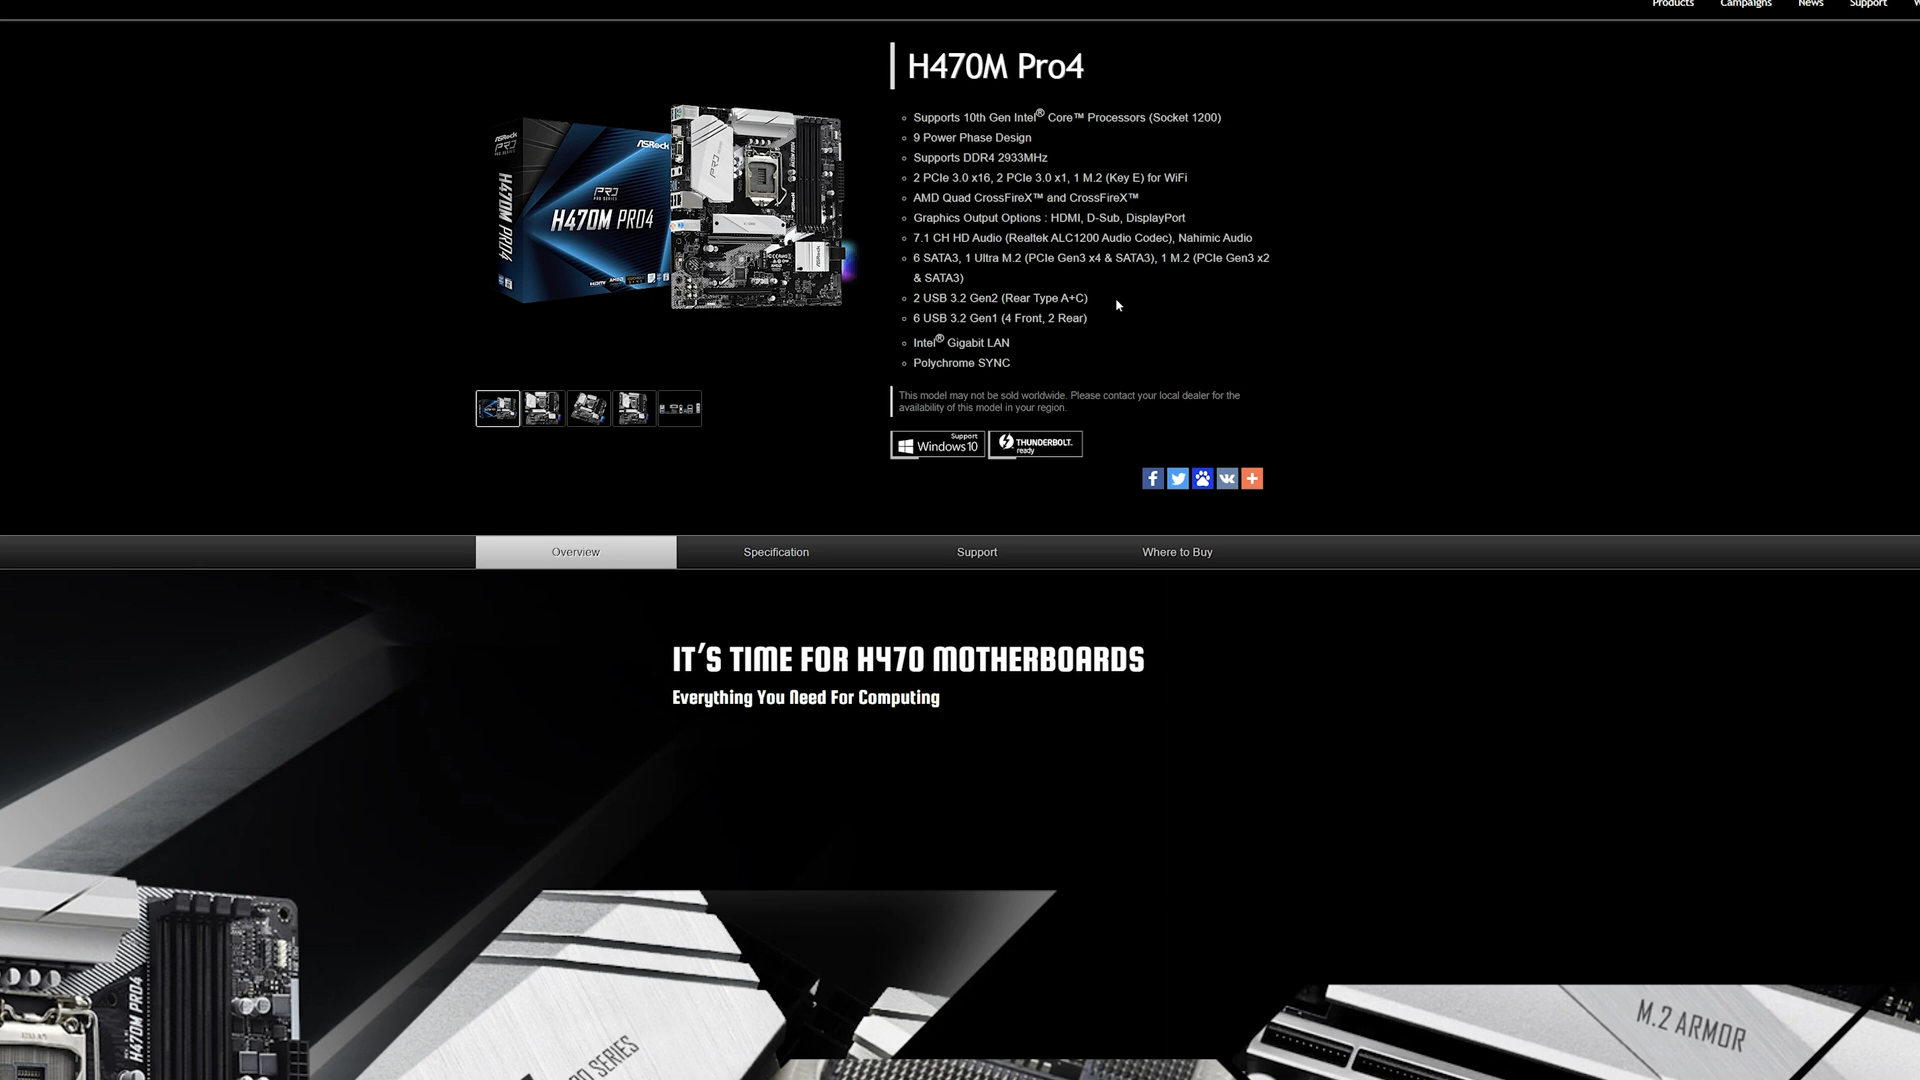 Products Campaigns News Support
H470M Pro4
Supports 10th Gen Intel® Core™ Processors (Socket 1200)
9 Power Phase Design
Supports DDR4 2933MHz
2 PCIe 3.0 x16, 2 PCIe 3.0 x1, 1 M.2 (Key E) for WiFi
AMD Quad CrossFireX™ and CrossFireX™
Graphics Output Options : HDMI, D-Sub, DisplayPort
7.1 CH HD Audio (Realtek ALC1200 Audio Codec), Nahimic Audio
6 SATA3, 1 Ultra M.2 (PCIe Gen3 x4 & SATA3), 1 M.2 (PCIe Gen3 x2
& SATA3)
2 USB 3.2 Gen2 (Rear Type A+C)
6 USB 3.2 Gen1 (4 Front, 2 Rear)
Intel® Gigabit LAN
Polychrome SYNC
ASRock
ASRock
PRO SERIES
H470M PRO4
H470M PRO4
This model may not be sold worldwide. Please contact your local dealer for the
availability of this model in your region.
Support
Windows 10
THUNDERBOLT.
ready
Overview Specification Support Where to Buy
IT'S TIME FOR H470 MOTHERBOARDS
Everything You Need For Computing
H470M PRO4
SERIES
M.2 ARMOR